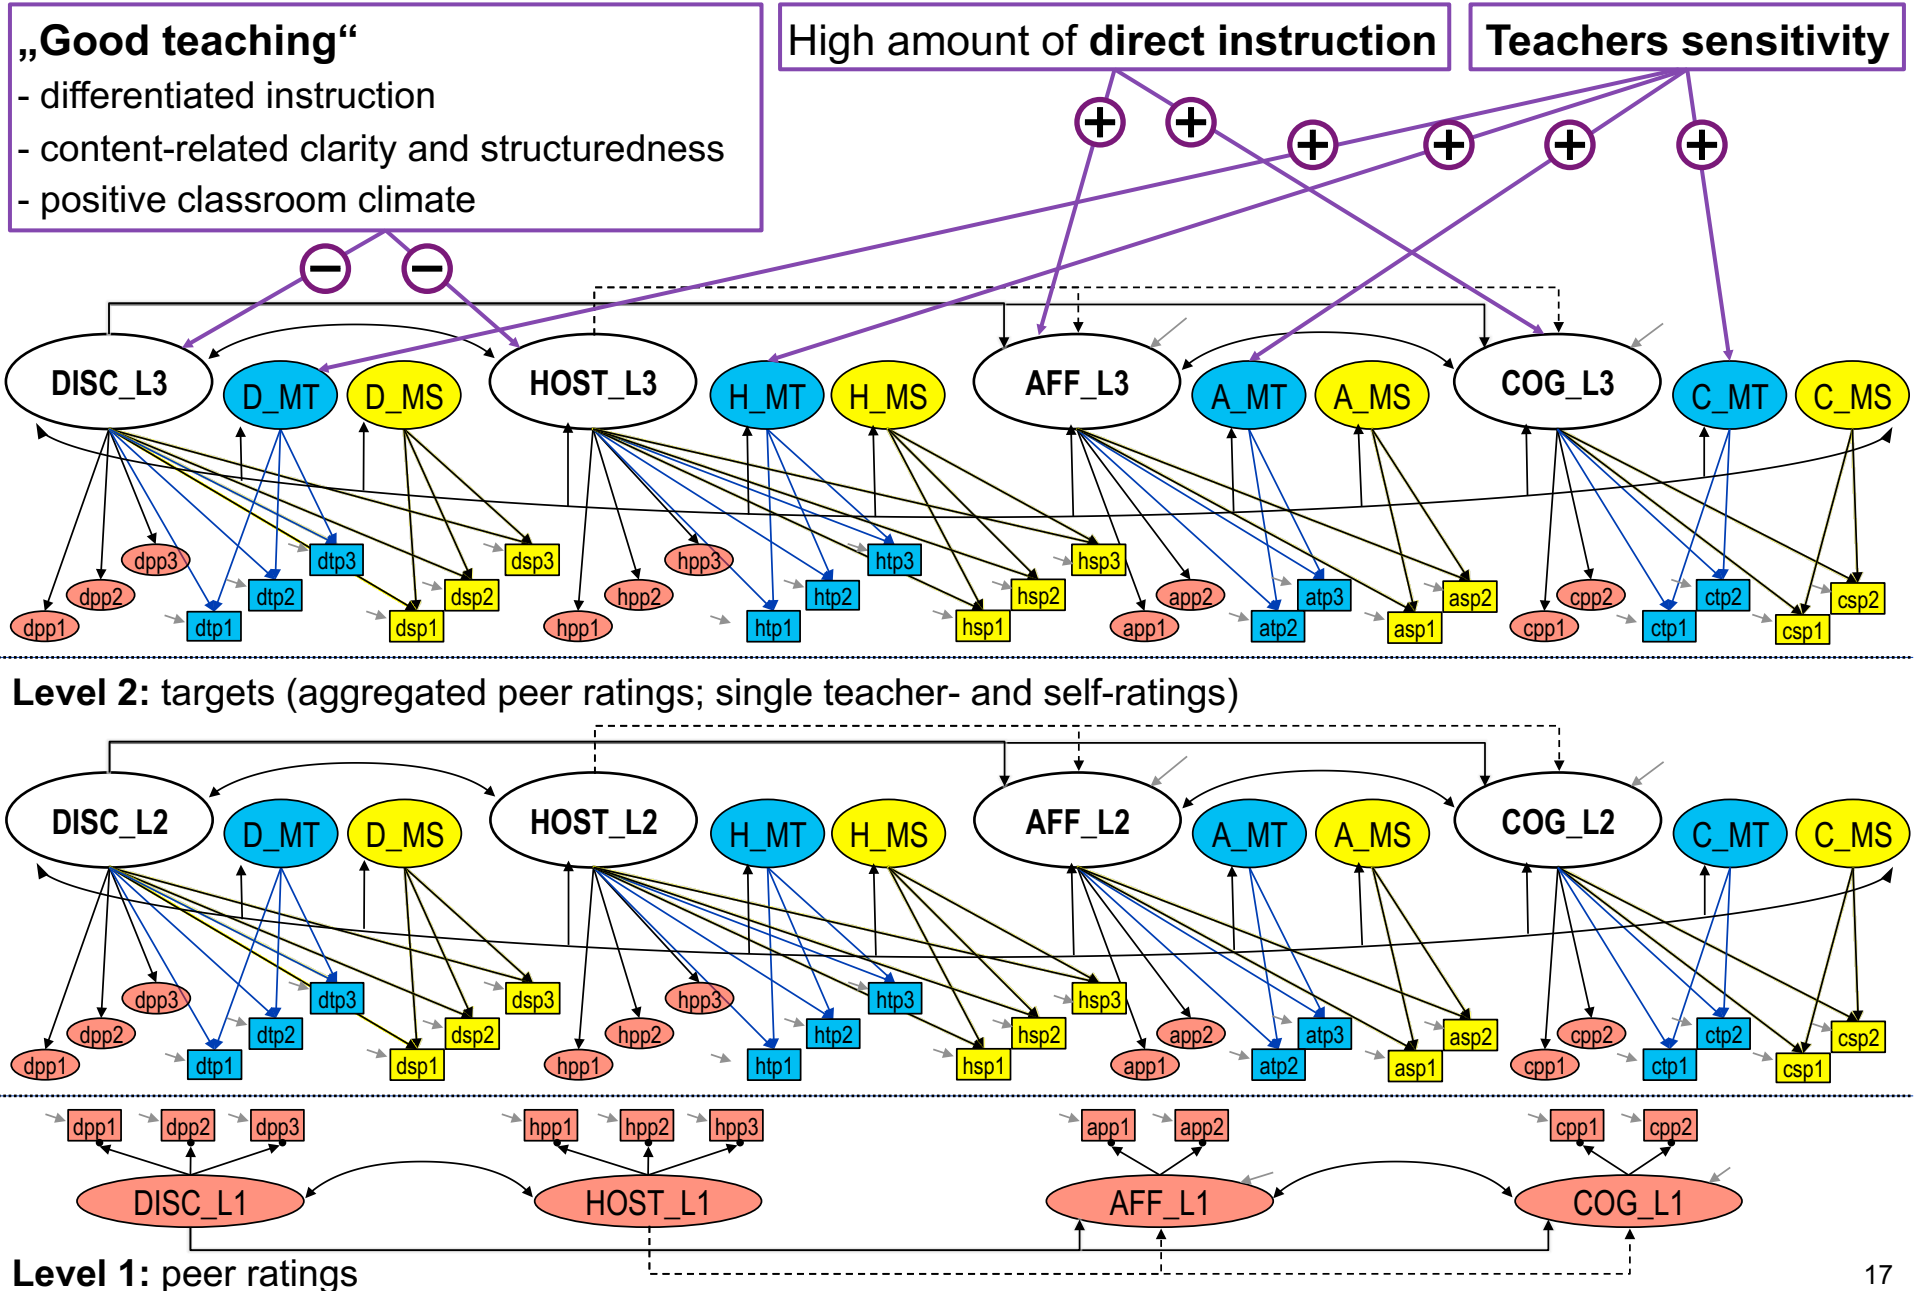 „Good teaching“
- differentiated instruction
- content-related clarity and structuredness
- positive classroom climate
High amount of direct instruction
Teachers sensitivity
+ + + + + +
− −
DISC_L3 D_MT D_MS HOST_L3 H_MT H_MS AFF_L3 A_MT A_MS COG_L3 C_MT C_MS
dpp3 dtp3 dsp3 hpp3 htp3 hsp3
dpp2 dtp2 dsp2 hpp2 htp2 hsp2 app2 atp3 asp2 cpp2 ctp2 csp2
dpp1 dtp1 dsp1 hpp1 htp1 hsp1 app1 atp2 asp1 cpp1 ctp1 csp1
Level 2: targets (aggregated peer ratings; single teacher- and self-ratings)
DISC_L2 D_MT D_MS HOST_L2 H_MT H_MS AFF_L2 A_MT A_MS COG_L2 C_MT C_MS
dpp3 dtp3 dsp3 hpp3 htp3 hsp3
dpp2 dtp2 dsp2 hpp2 htp2 hsp2 app2 atp3 asp2 cpp2 ctp2 csp2
dpp1 dtp1 dsp1 hpp1 htp1 hsp1 app1 atp2 asp1 cpp1 ctp1 csp1
dpp1 dpp2 dpp3 hpp1 hpp2 hpp3 app1 app2 cpp1 cpp2
DISC_L1 HOST_L1 AFF_L1 COG_L1
Level 1: peer ratings
17